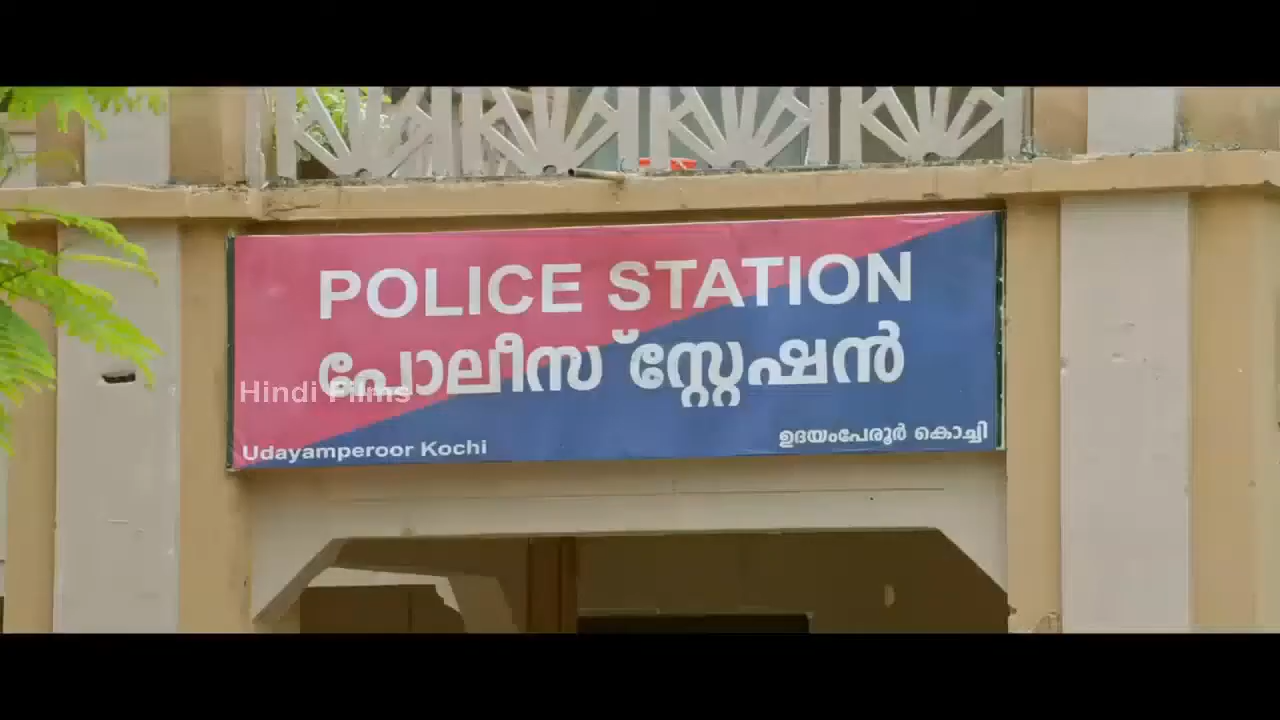 POLICE STATION
പോലീസ് സ്റ്റേഷൻ
Hindi Films
Udayamperoor Kochi
ഉദയംപേരൂർ കൊച്ചി